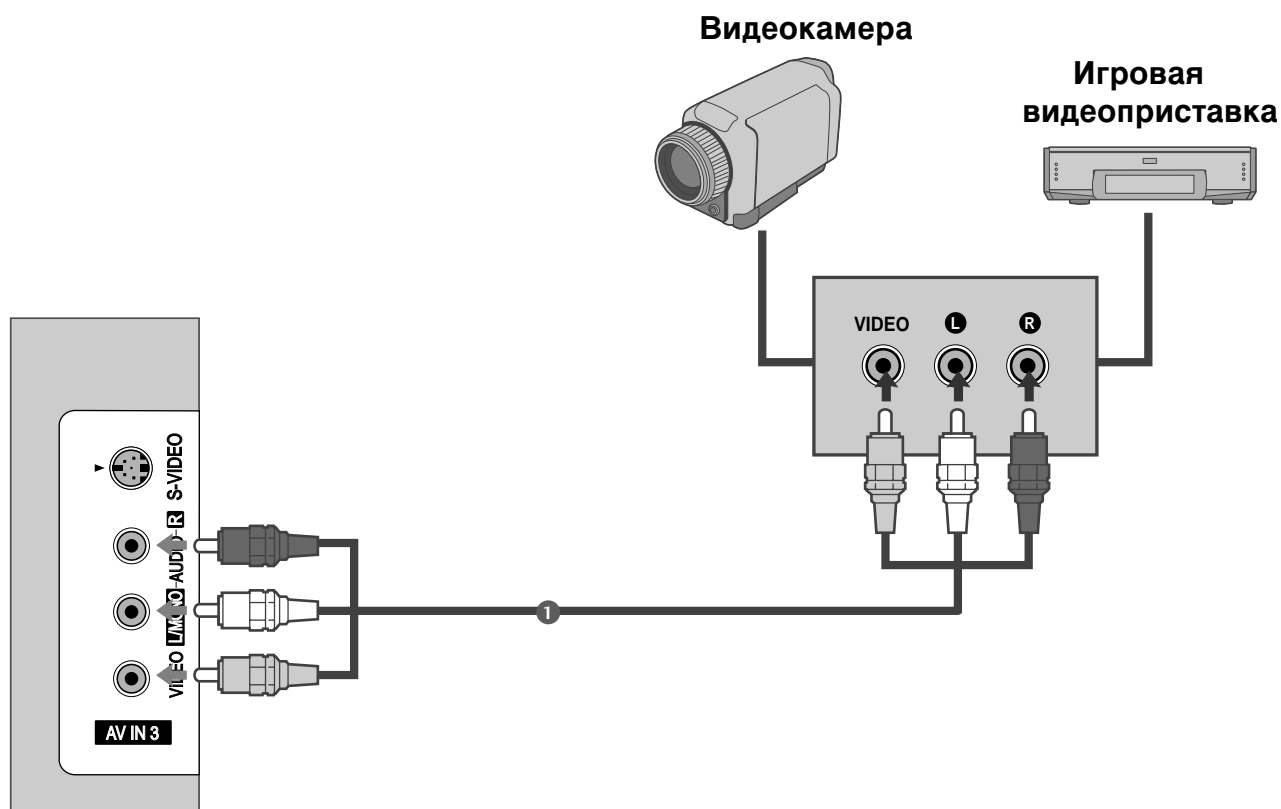 Видеокамера
Игровая
видеоприставка
VIDEO L R
S-VIDEO
VIDEO L/MONO-AUDIO-R
1
AV IN 3